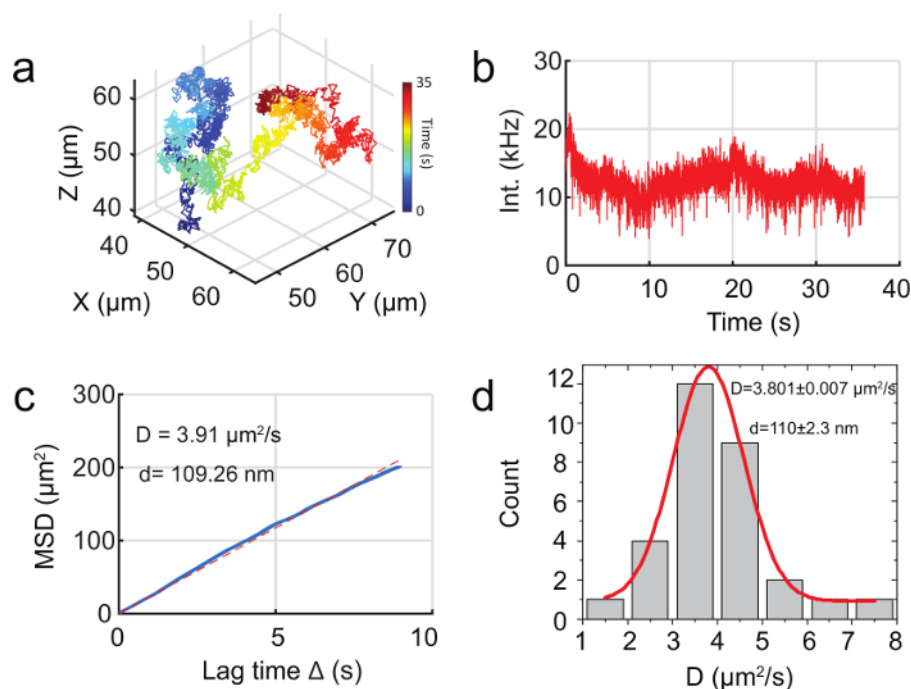 a
Z (µm)
60
50
40
40
50
60
X (µm)
50
60
70
Y (µm)
35
Time (s)
0
b
Int. (kHz)
30
20
10
0
0
10
20
30
40
Time (s)
c
MSD (µm²)
300
200
100
0
D = 3.91 µm²/s
d= 109.26 nm
0
5
10
Lag time Δ (s)
d
Count
12
10
8
6
4
2
0
D=3.801±0.007 µm²/s
d=110±2.3 nm
1
2
3
4
5
6
7
8
D (µm²/s)